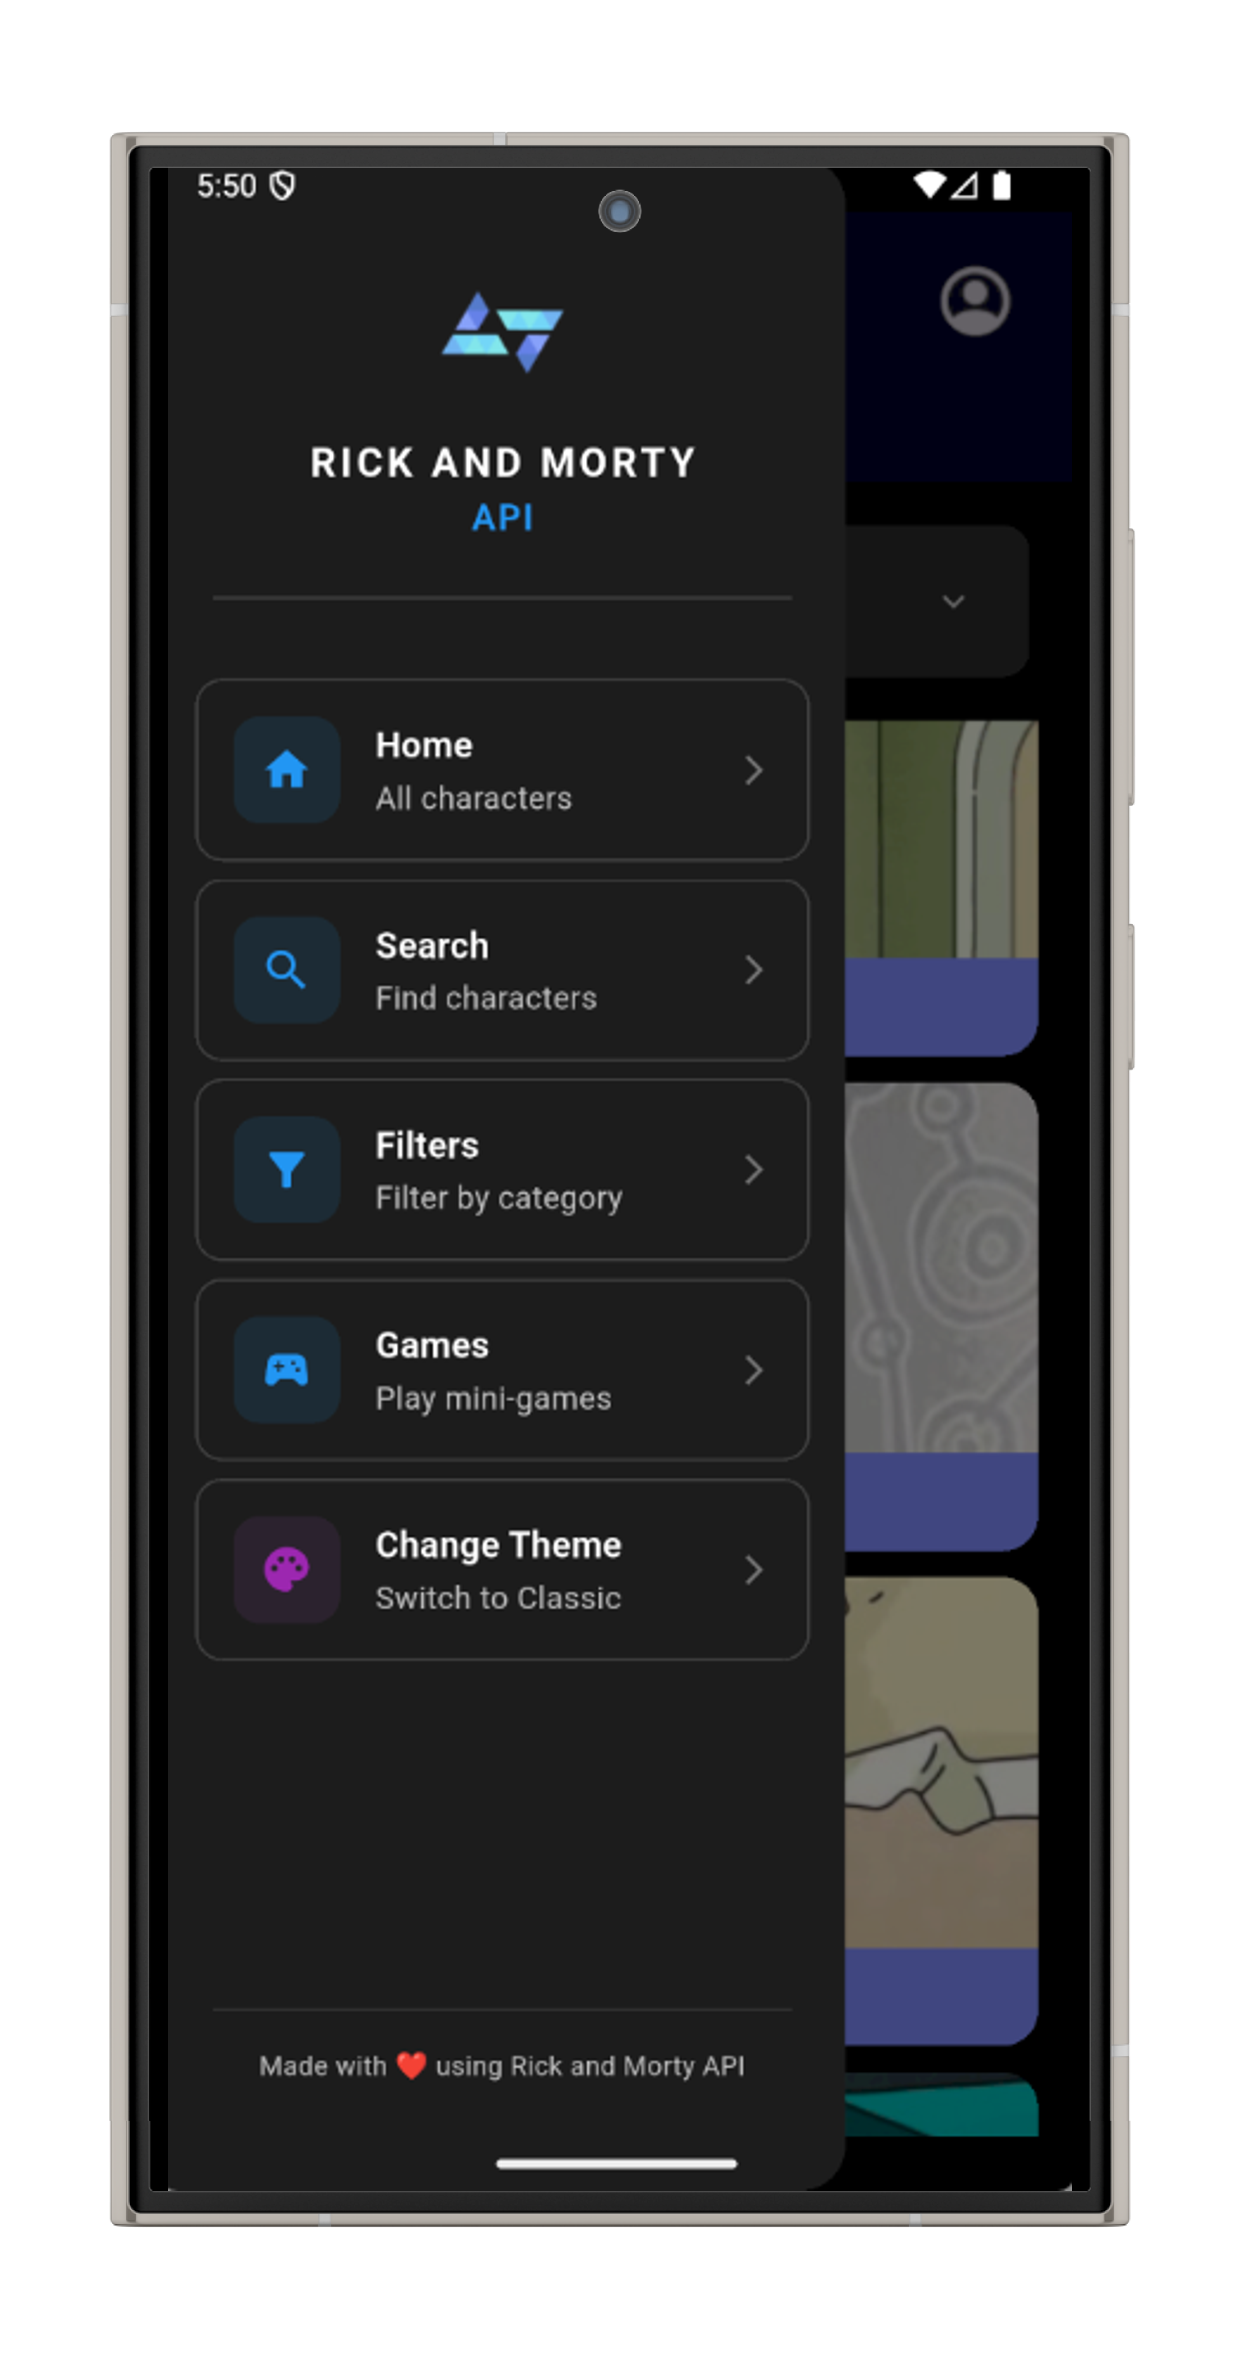 5:50
RICK AND MORTY
API
Home
All characters
Search
Find characters
Filters
Filter by category
Games
Play mini-games
Change Theme
Switch to Classic
Made with ❤️ using Rick and Morty API